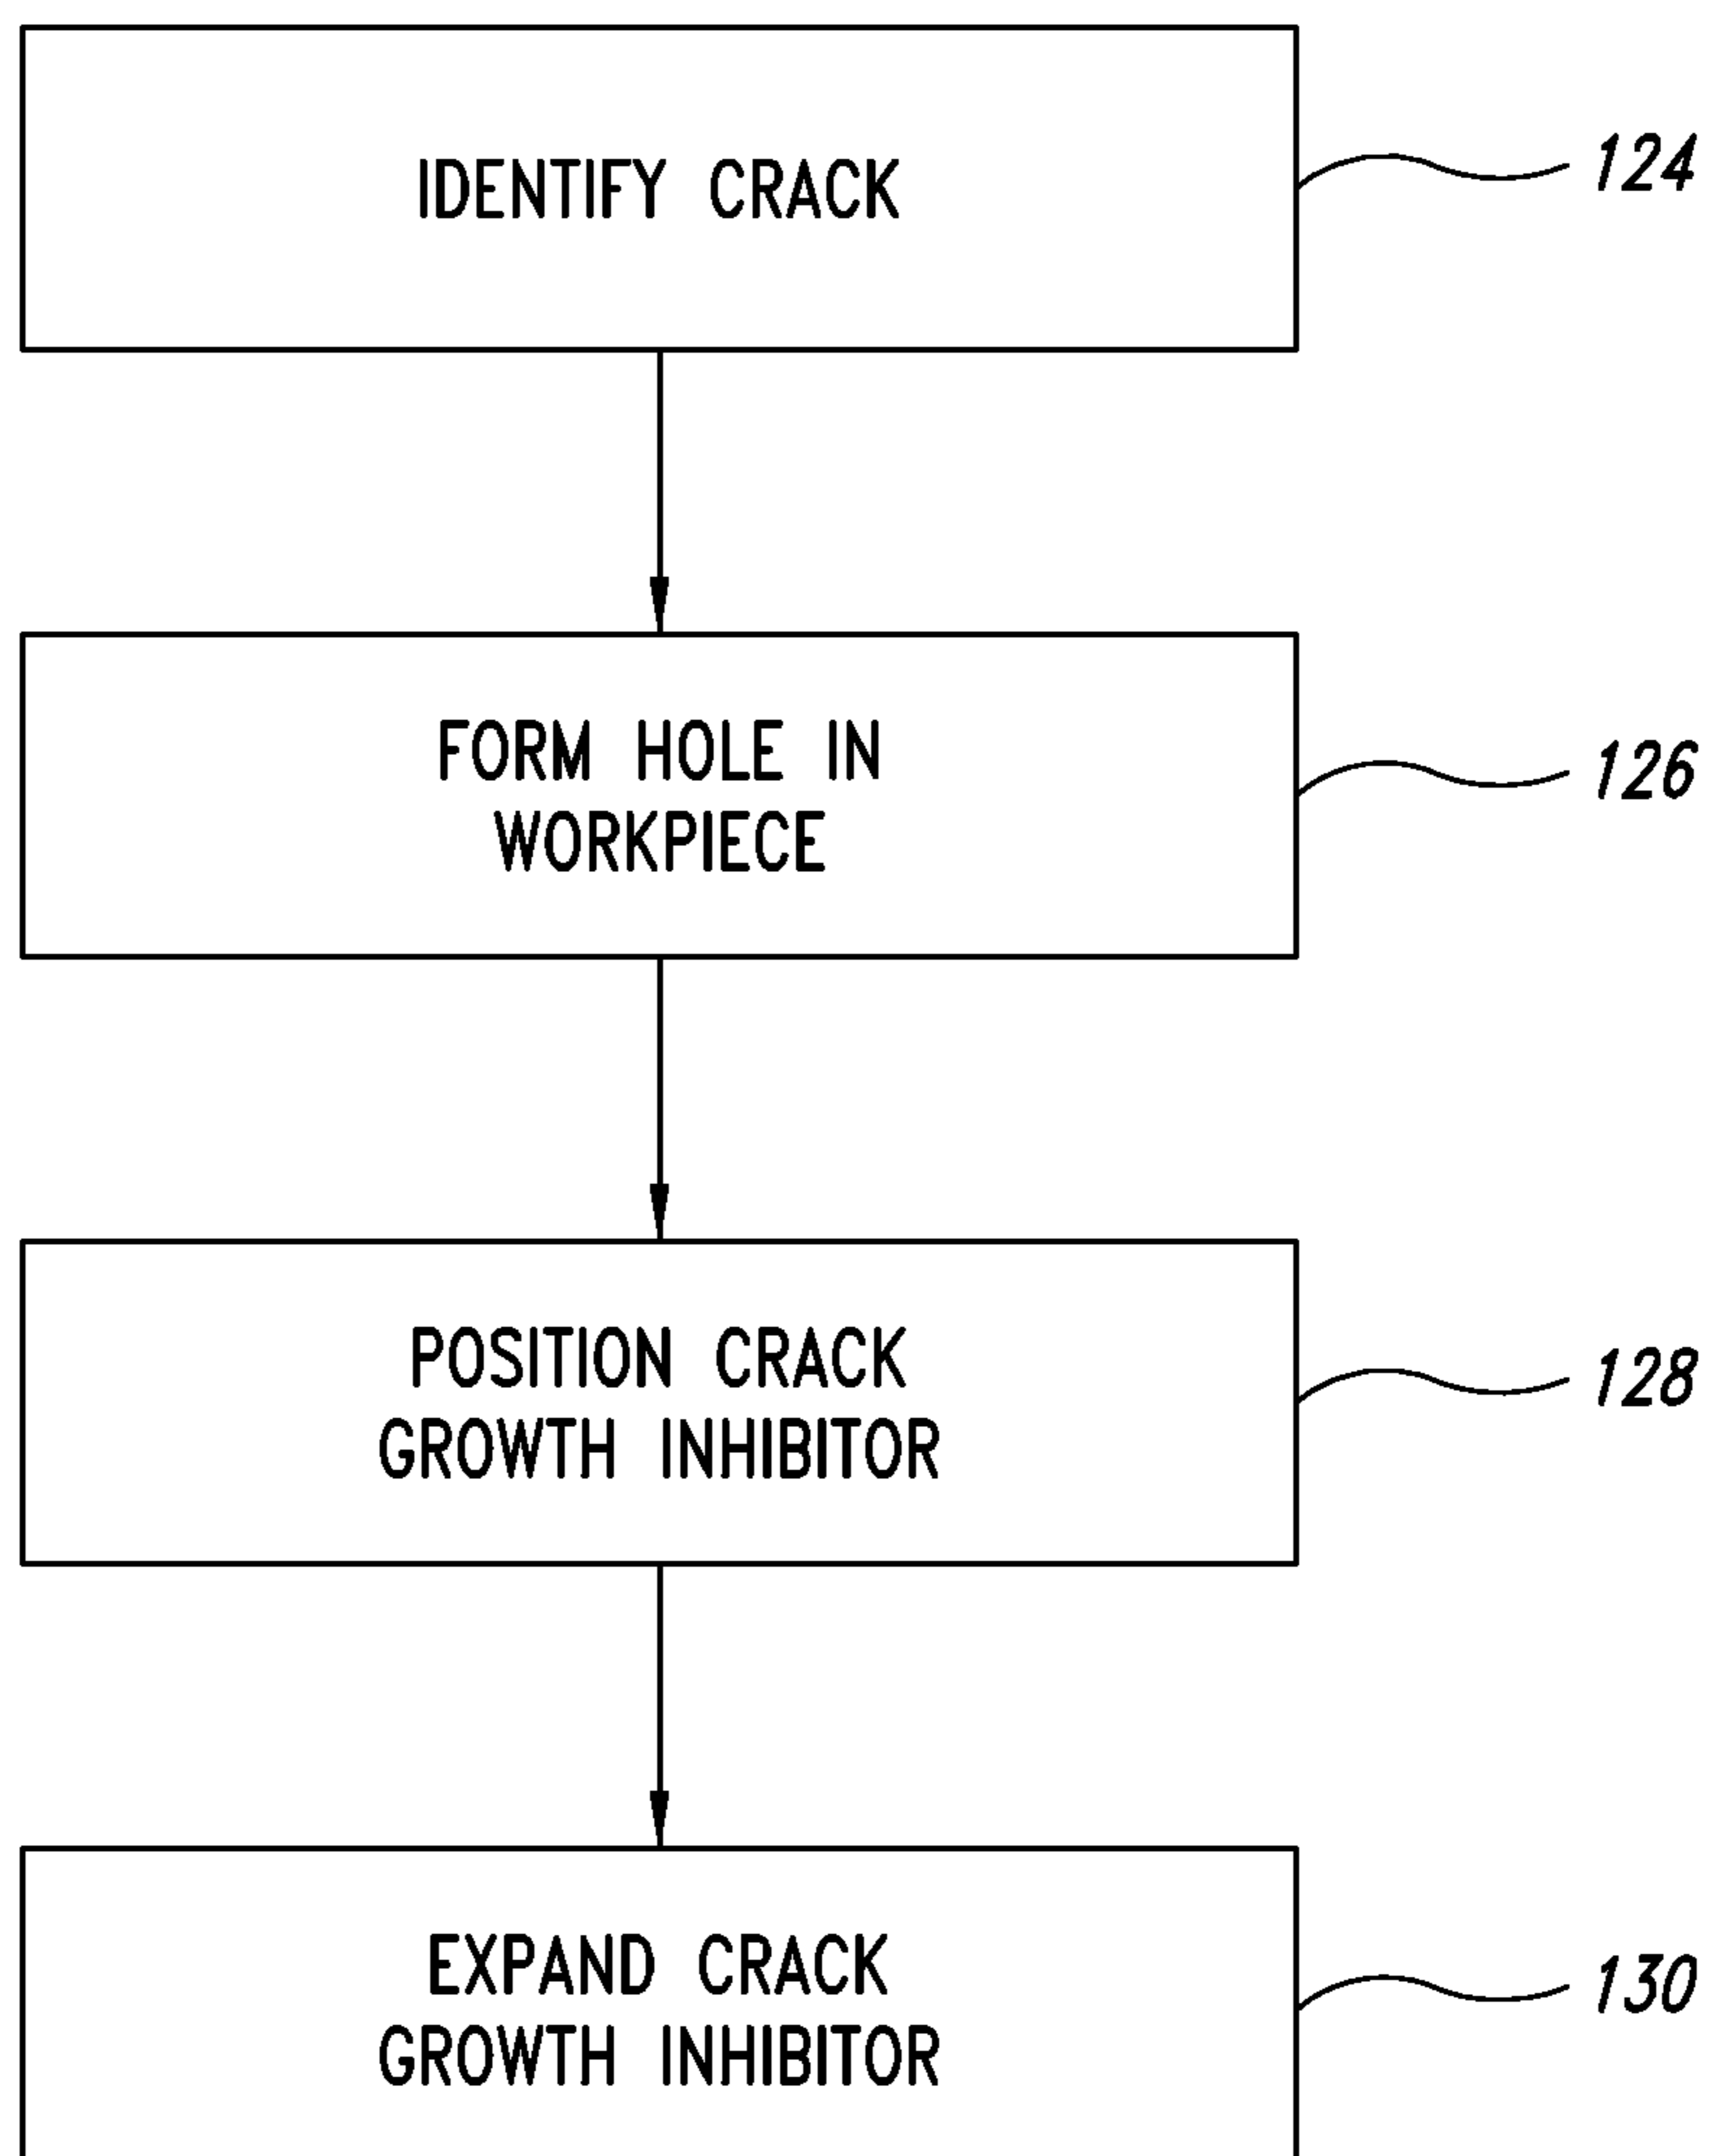 IDENTIFY CRACK
124
FORM HOLE IN
WORKPIECE
126
POSITION CRACK
GROWTH INHIBITOR
128
EXPAND CRACK
GROWTH INHIBITOR
130